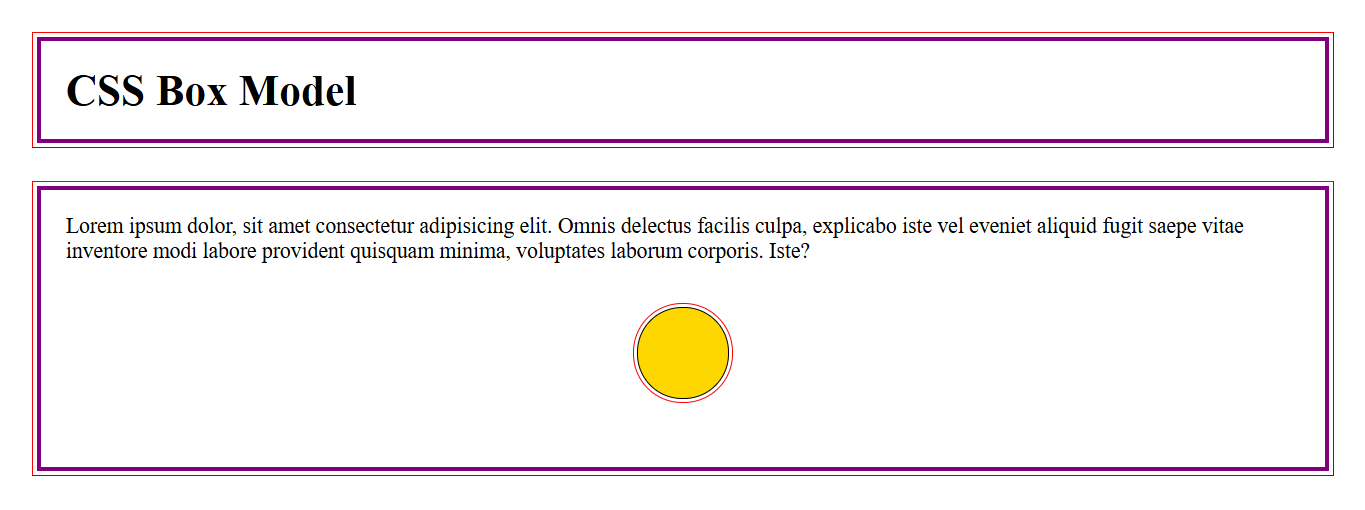 CSS Box Model
Lorem ipsum dolor, sit amet consectetur adipisicing elit. Omnis delectus facilis culpa, explicabo iste vel eveniet aliquid fugit saepe vitae
inventore modi labore provident quisquam minima, voluptates laborum corporis. Iste?